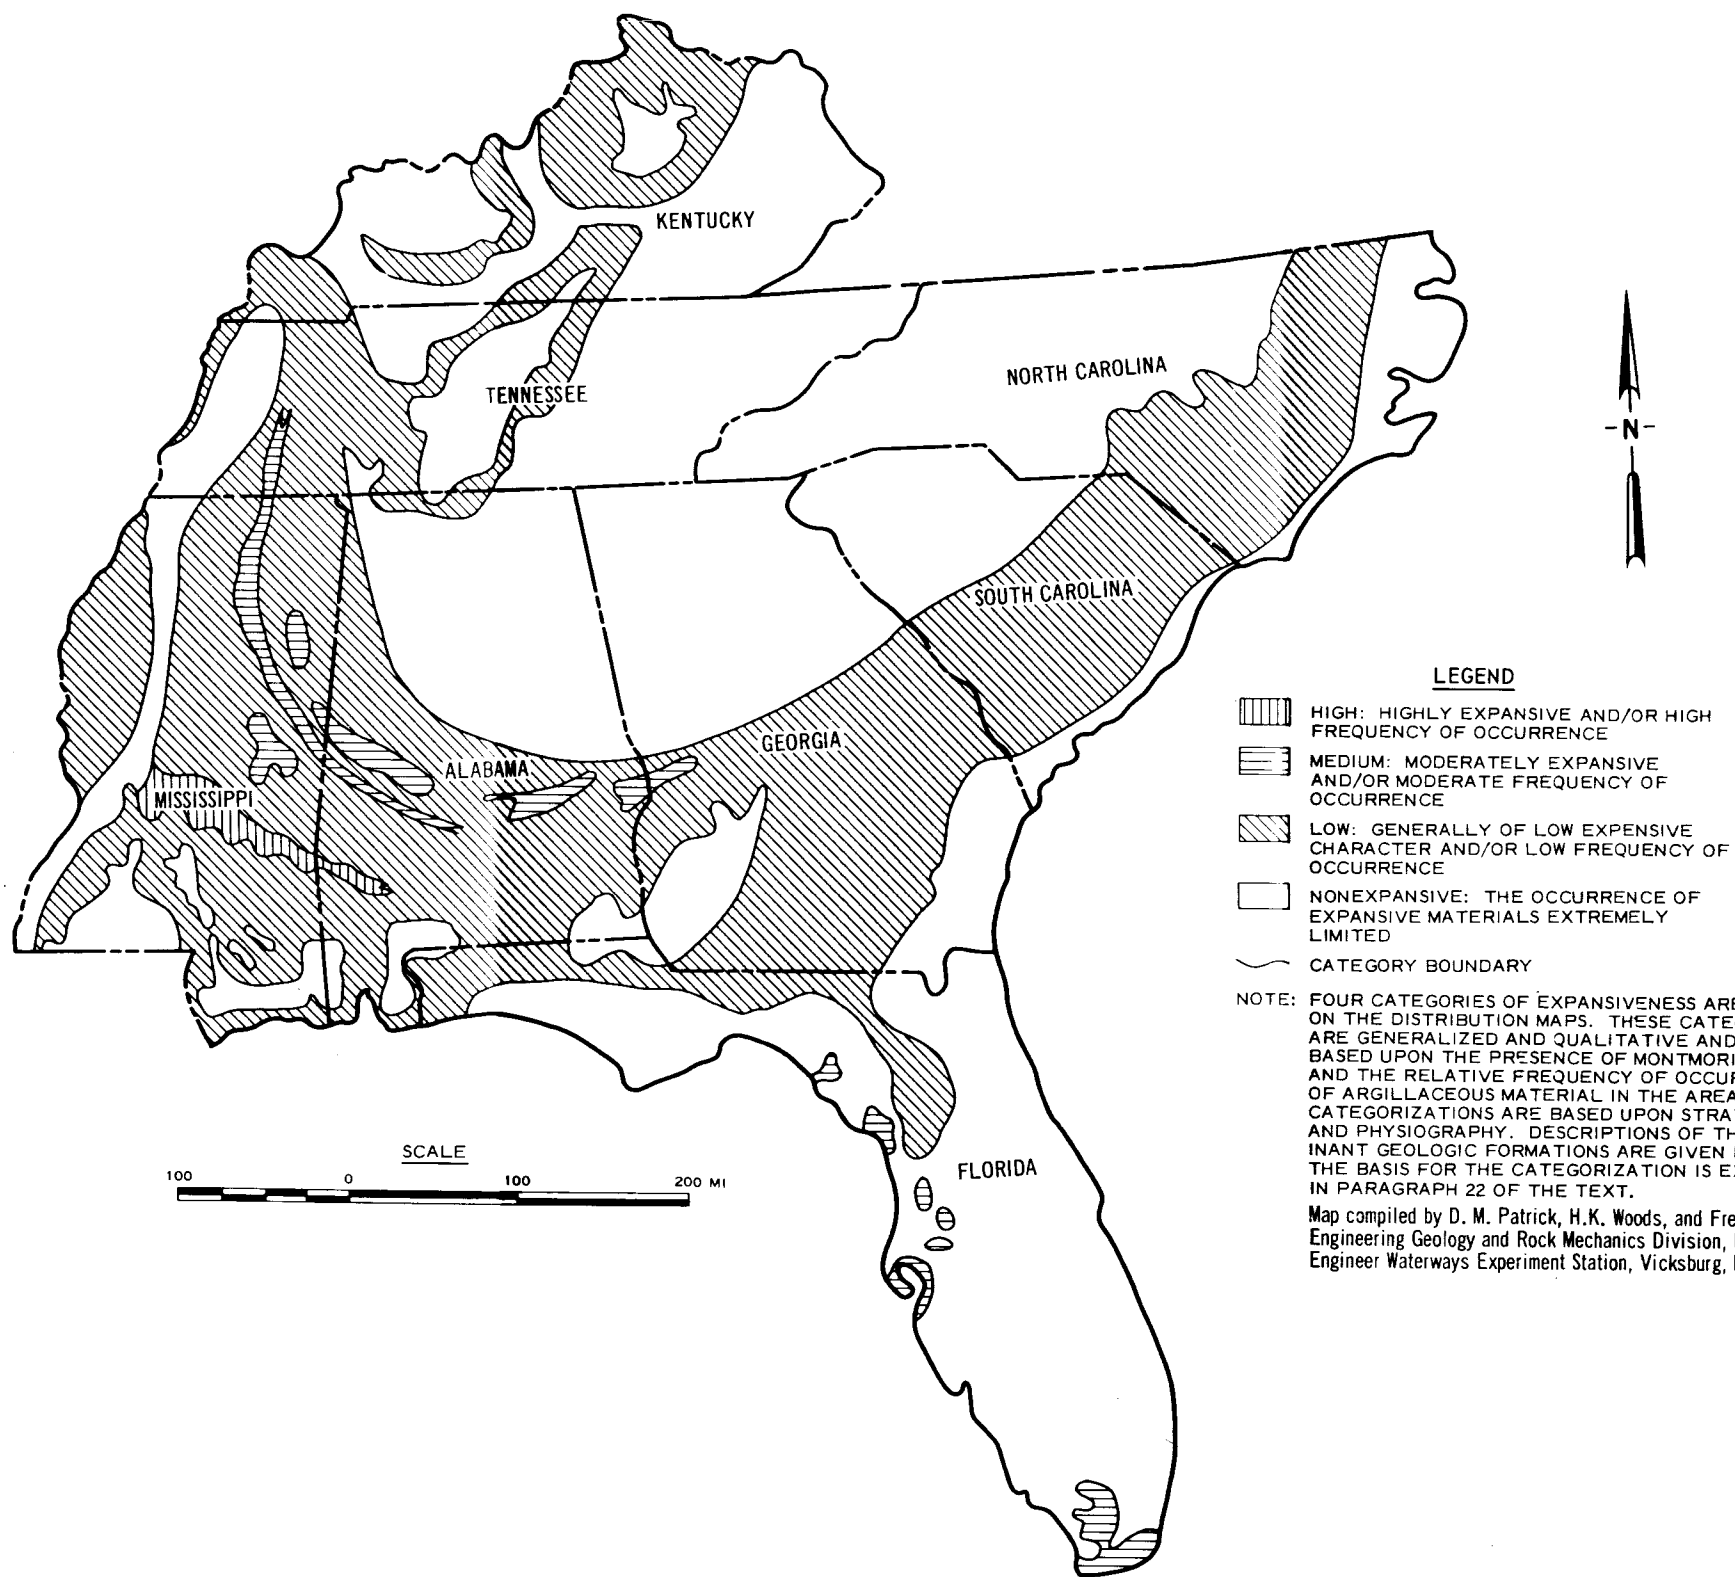 KENTUCKY
NORTH CAROLINA
TENNESSEE
N
SOUTH CAROLINA
GEORGIA
ALABAMA
MISSISSIPPI
FLORIDA
SCALE
100 0 100 200 MI
LEGEND
HIGH: HIGHLY EXPANSIVE AND/OR HIGH
FREQUENCY OF OCCURRENCE
MEDIUM: MODERATELY EXPANSIVE
AND/OR MODERATE FREQUENCY OF
OCCURRENCE
LOW: GENERALLY OF LOW EXPENSIVE
CHARACTER AND/OR LOW FREQUENCY OF
OCCURRENCE
NONEXPANSIVE: THE OCCURRENCE OF
EXPANSIVE MATERIALS EXTREMELY
LIMITED
CATEGORY BOUNDARY
NOTE: FOUR CATEGORIES OF EXPANSIVENESS ARE
ON THE DISTRIBUTION MAPS. THESE CATE
ARE GENERALIZED AND QUALITATIVE AND
BASED UPON THE PRESENCE OF MONTMORI
AND THE RELATIVE FREQUENCY OF OCCUR
OF ARGILLACEOUS MATERIAL IN THE AREA
CATEGORIZATIONS ARE BASED UPON STRA
AND PHYSIOGRAPHY. DESCRIPTIONS OF TH
INANT GEOLOGIC FORMATIONS ARE GIVEN
THE BASIS FOR THE CATEGORIZATION IS E
IN PARAGRAPH 22 OF THE TEXT.
Map compiled by D. M. Patrick, H.K. Woods, and Fre
Engineering Geology and Rock Mechanics Division,
Engineer Waterways Experiment Station, Vicksburg,